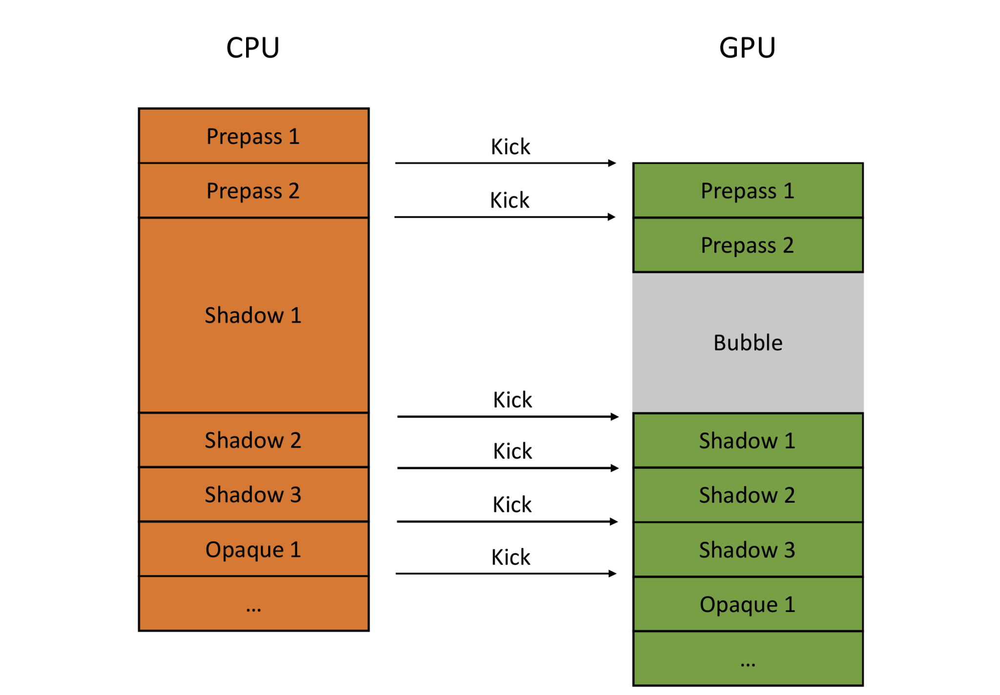 CPU
GPU
Prepass 1
Prepass 2
Shadow 1
Shadow 2
Shadow 3
Opaque 1
...
Kick
Kick
Kick
Kick
Kick
Kick
Prepass 1
Prepass 2
Bubble
Shadow 1
Shadow 2
Shadow 3
Opaque 1
...